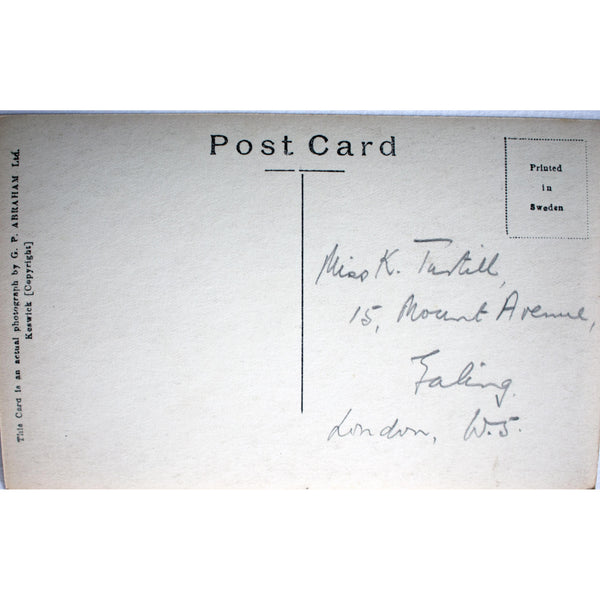 This Card is an actual photograph by G. P. ABRAHAM Ltd.
Keswick [Copyright]
Post Card
Printed
in
Sweden
Miss K.
15, Mount Avenue,
Ealing.
London, W.5.